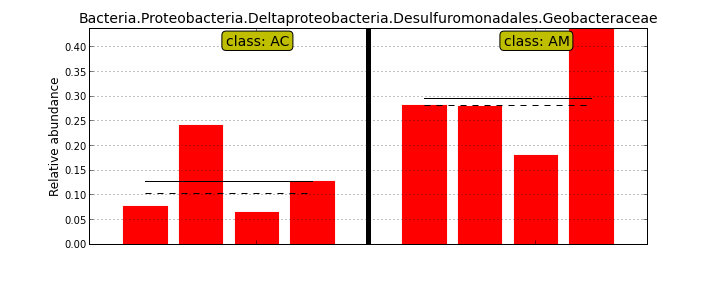 Bacteria.Proteobacteria.Deltaproteobacteria.Desulfuromonadales.Geobacteraceae
class: AC
class: AM
Relative abundance
0.40
0.35
0.30
0.25
0.20
0.15
0.10
0.05
0.00